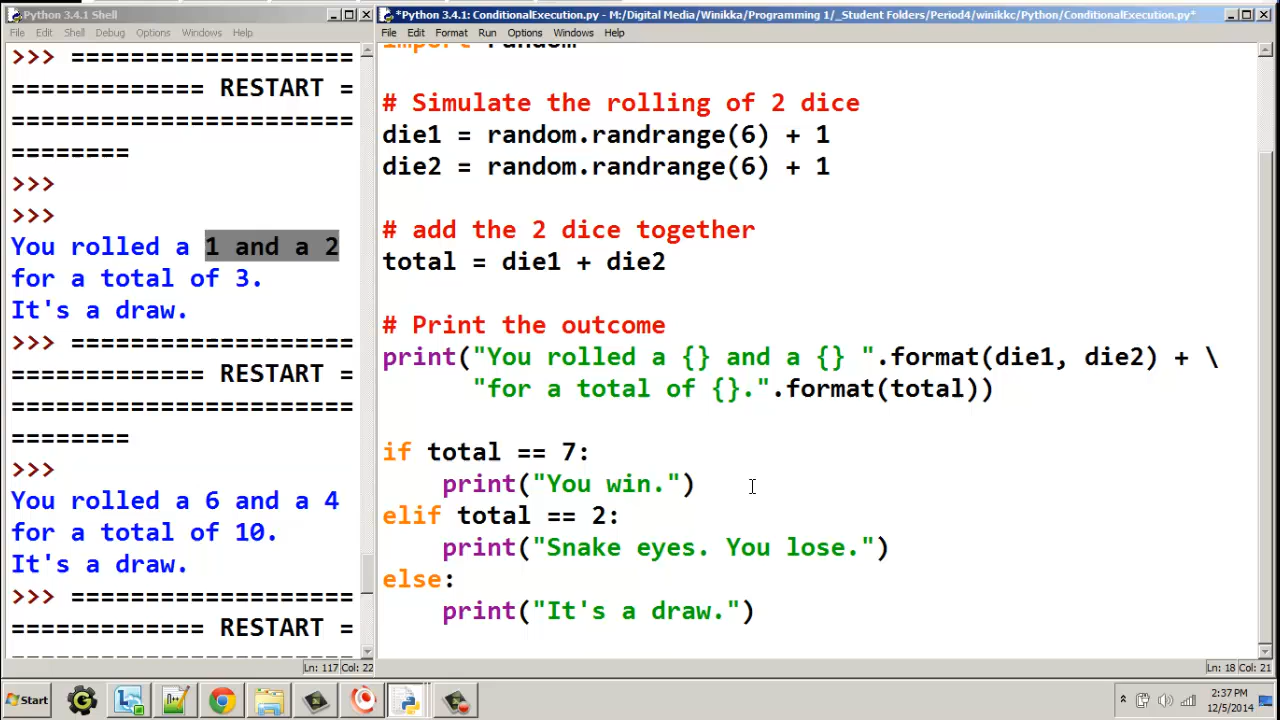 Python 3.4.1 Shell
File Edit Shell Debug Options Windows Help
>>> ===================
============= RESTART =
=======================
========
>>>
>>>
You rolled a 1 and a 2
for a total of 3.
It's a draw.
>>> ===================
============= RESTART =
=======================
========
>>>
You rolled a 6 and a 4
for a total of 10.
It's a draw.
>>> ===================
============= RESTART =
Ln: 117 Col: 22
*Python 3.4.1: ConditionalExecution.py - M:/Digital Media/Winikka/Programming 1/_Student Folders/Period4/winikkc/Python/ConditionalExecution.py*
File Edit Format Run Options Windows Help
import random
# Simulate the rolling of 2 dice
die1 = random.randrange(6) + 1
die2 = random.randrange(6) + 1
# add the 2 dice together
total = die1 + die2
# Print the outcome
print("You rolled a {} and a {} ".format(die1, die2) + \
"for a total of {}.".format(total))
if total == 7:
print("You win.")
elif total == 2:
print("Snake eyes. You lose.")
else:
print("It's a draw.")
Ln: 18 Col: 21
Start
2:37 PM
12/5/2014